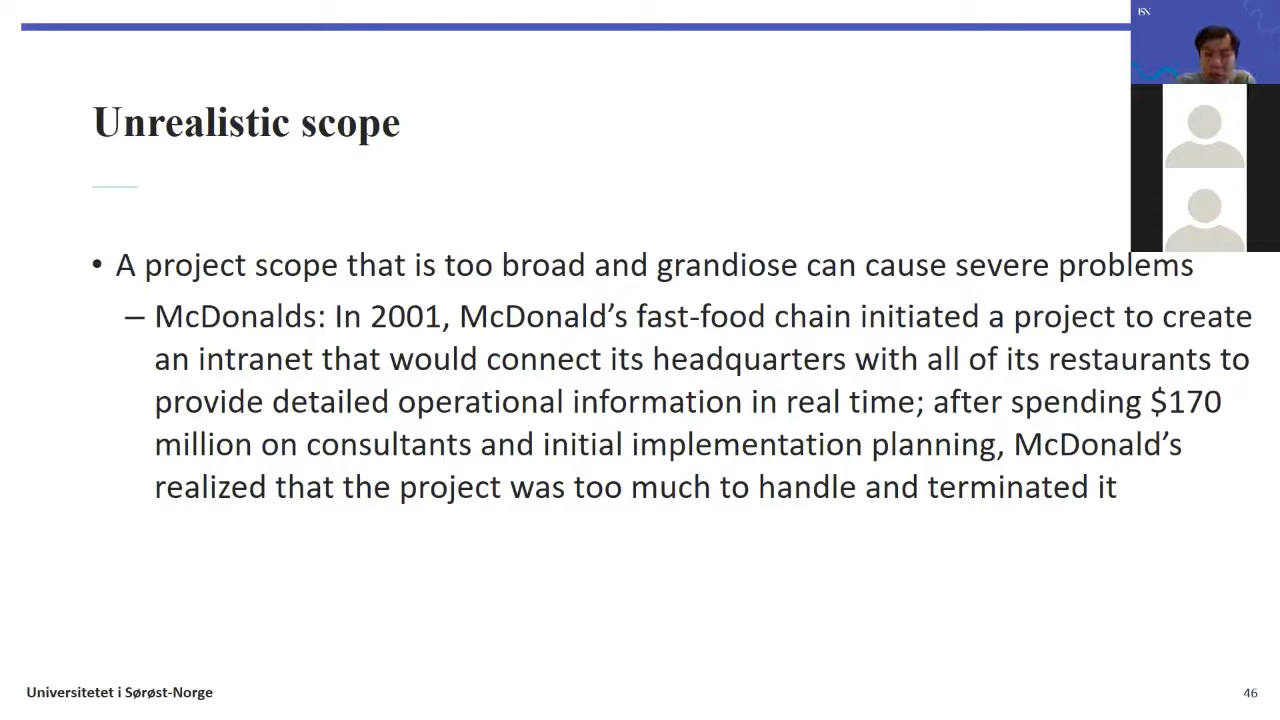 Unrealistic scope
• A project scope that is too broad and grandiose can cause severe problems
– McDonalds: In 2001, McDonald’s fast-food chain initiated a project to create
an intranet that would connect its headquarters with all of its restaurants to
provide detailed operational information in real time; after spending $170
million on consultants and initial implementation planning, McDonald’s
realized that the project was too much to handle and terminated it
Universitetet i Sørøst-Norge
46